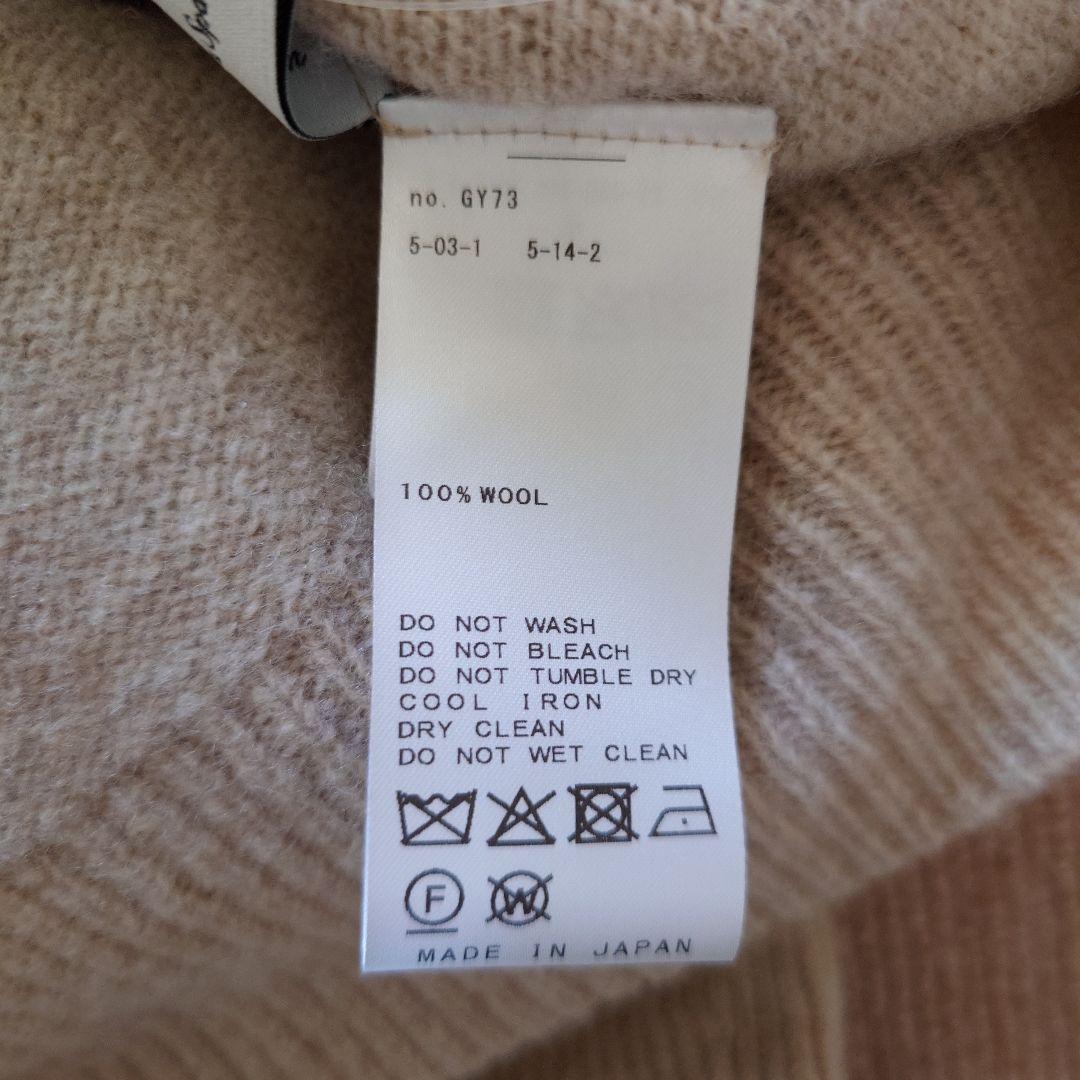 no. GY73
5-03-1 5-14-2
100% WOOL
DO NOT WASH
DO NOT BLEACH
DO NOT TUMBLE DRY
COOL IRON
DRY CLEAN
DO NOT WET CLEAN
F W
MADE IN JAPAN